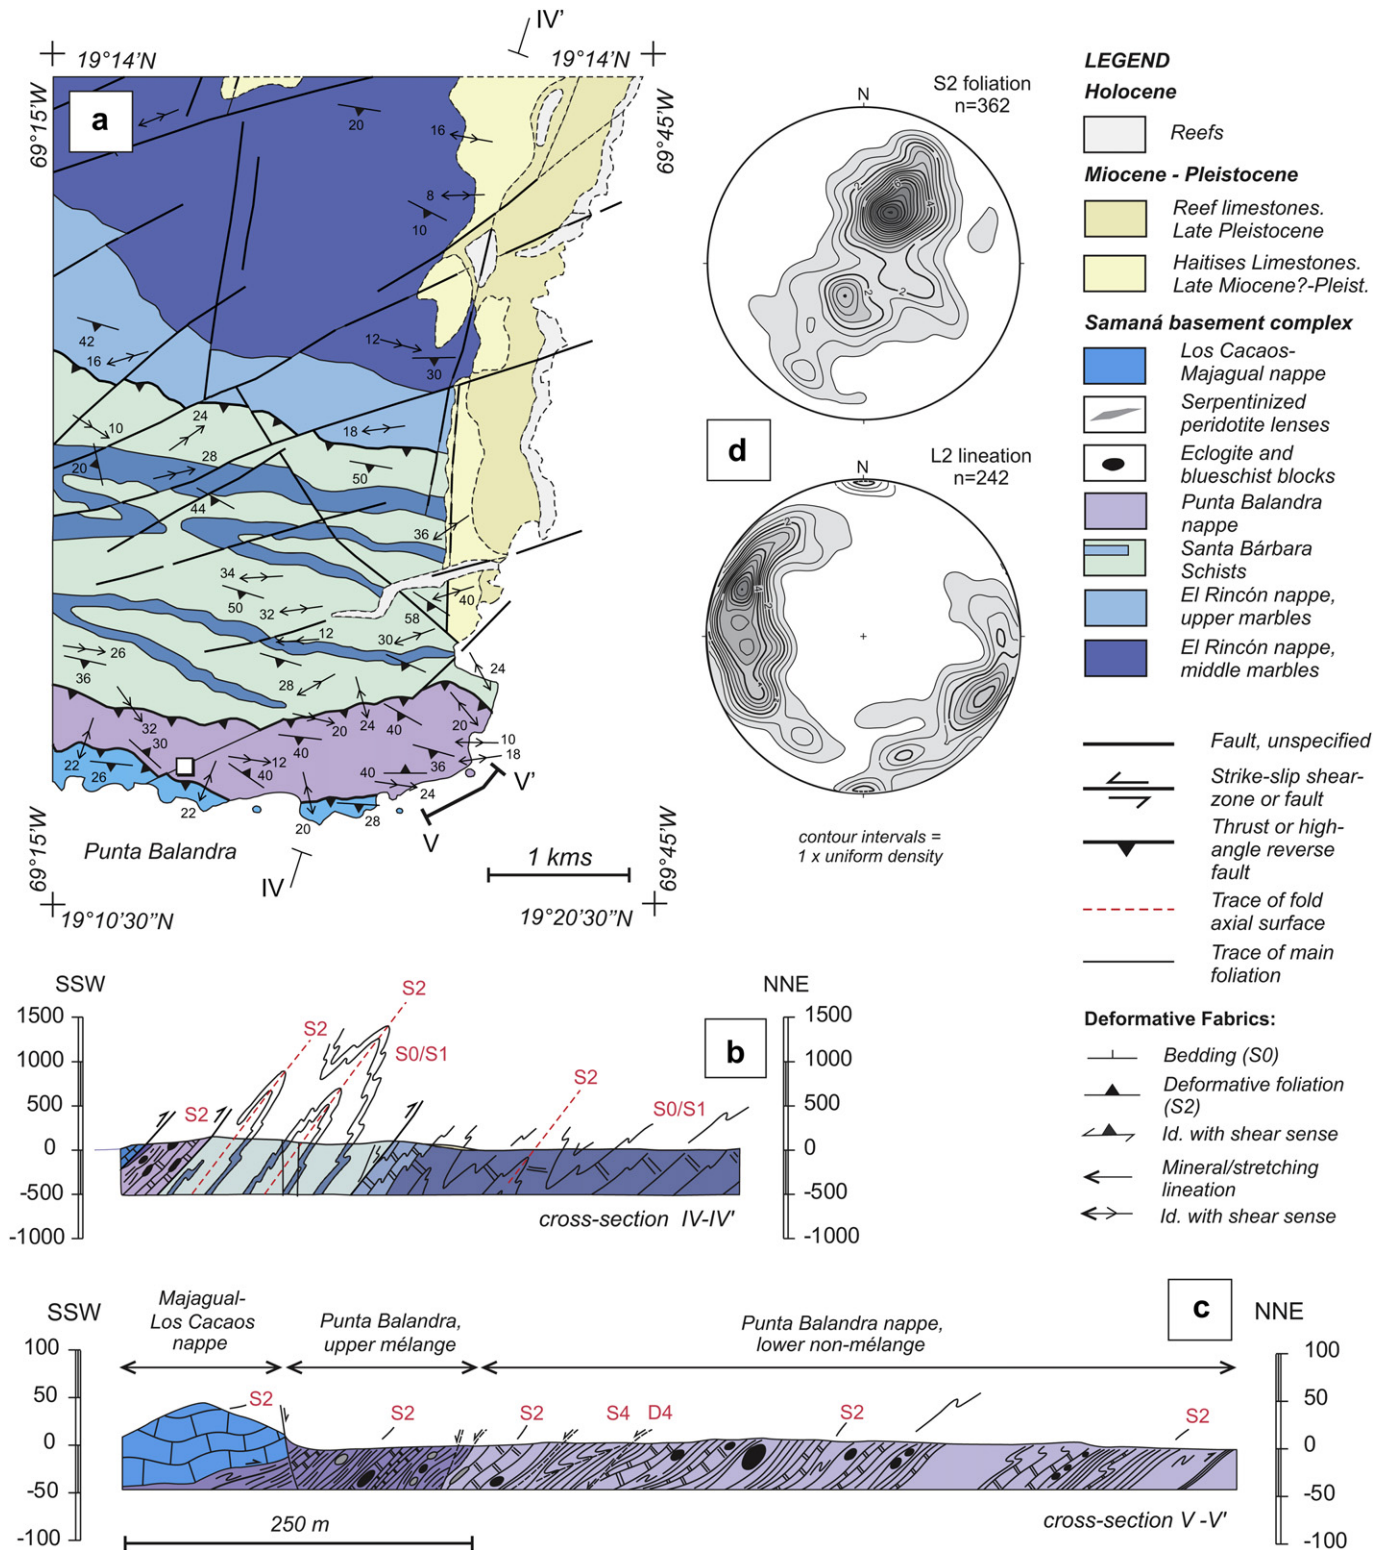 IV'
19°14'N
19°14'N
69°15'W
69°45'W
a
20
16
8
10
42
16
12
30
24
10
18
28
20
50
44
36
34
50
32
40
58
12
30
26
36
24
28
32
20
24
40
20
30
40
10
18
22
26
12
40
40
36
24
22
20
28
V'
V
Punta Balandra
IV
1 kms
69°15'W
69°45'W
19°10'30"N
19°20'30"N
S2 foliation
n=362
N
2
4
2
2
d
L2 lineation
n=242
N
2
4
2
contour intervals =
1 x uniform density
LEGEND
Holocene
Reefs
Miocene - Pleistocene
Reef limestones.
Late Pleistocene
Haitises Limestones.
Late Miocene?-Pleist.
Samaná basement complex
Los Cacaos-
Majagual nappe
Serpentinized
peridotite lenses
Eclogite and
blueschist blocks
Punta Balandra
nappe
Santa Bárbara
Schists
El Rincón nappe,
upper marbles
El Rincón nappe,
middle marbles
Fault, unspecified
Strike-slip shear-
zone or fault
Thrust or high-
angle reverse
fault
Trace of fold
axial surface
Trace of main
foliation
Deformative Fabrics:
Bedding (S0)
Deformative foliation
(S2)
Id. with shear sense
Mineral/stretching
lineation
Id. with shear sense
SSW
NNE
b
1500
1000
500
0
-500
-1000
S2
S2
S2
S0/S1
S2
S0/S1
1500
1000
500
0
-500
-1000
cross-section IV-IV'
SSW
NNE
c
Majagual-
Los Cacaos
nappe
Punta Balandra,
upper mélange
Punta Balandra nappe,
lower non-mélange
100
50
0
-50
-100
S2
S2
S2
S4
D4
S2
S2
100
50
0
-50
-100
250 m
cross-section V -V'